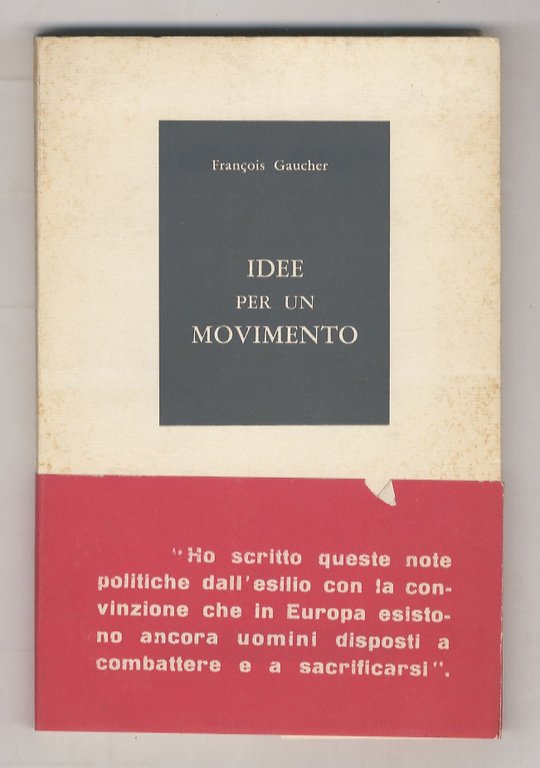 François Gaucher
IDEE
PER UN
MOVIMENTO
"Ho scritto queste note
politiche dall'esilio con la con-
vinzione che in Europa esisto-
no ancora uomini disposti a
combattere e a sacrificarsi".